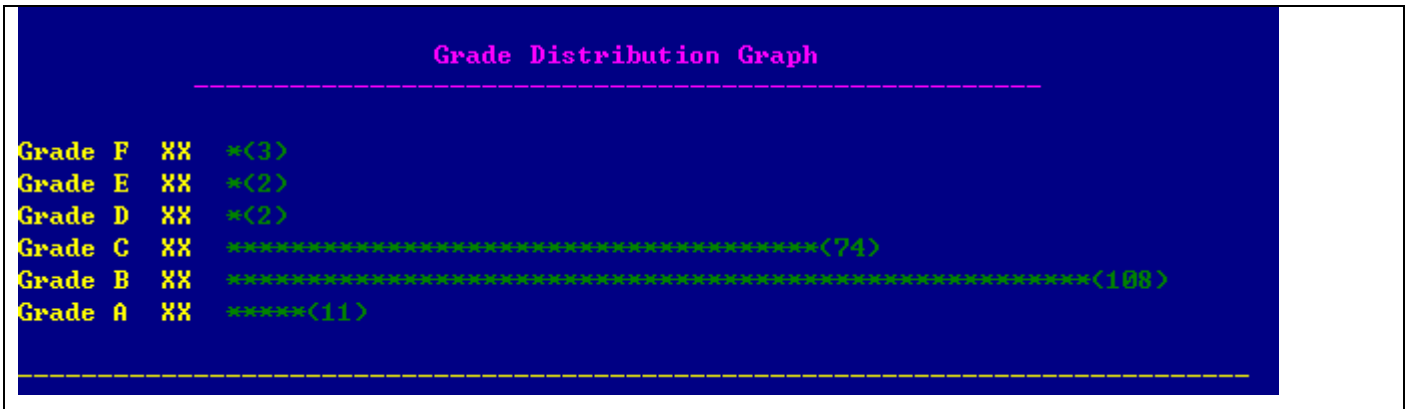 Grade Distribution Graph
-----------------------------------------------------
Grade F XX *(3)
Grade E XX *(2)
Grade D XX *(2)
Grade C XX *************************************(74)
Grade B XX ******************************************************(108)
Grade A XX *****(11)
-----------------------------------------------------------------------------